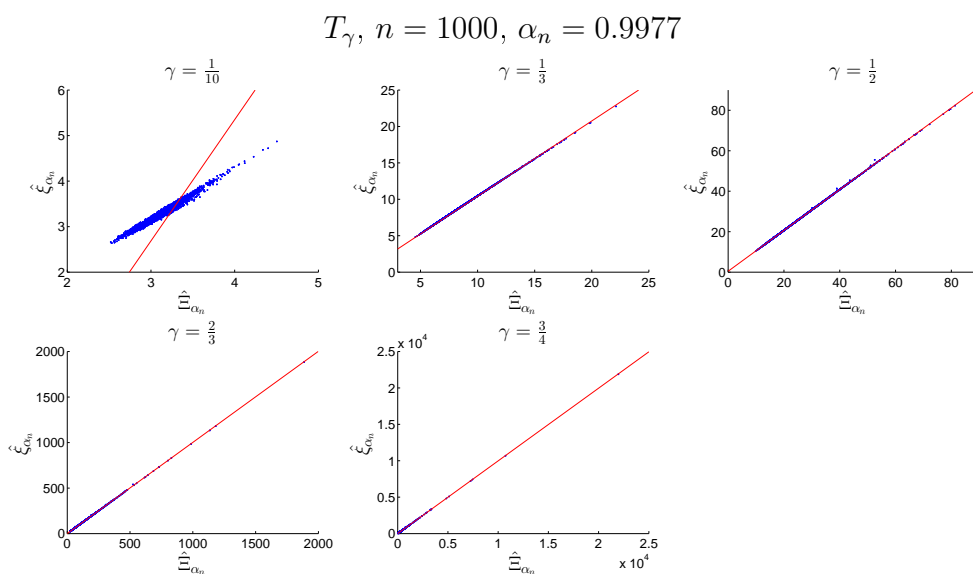 T_γ, n = 1000, α_n = 0.9977
γ = 1/10
6
5
4
3
2
2 3 4 5
ξ̂_{α_n}
Ξ̂_{α_n}
γ = 1/3
25
20
15
10
5
0
5 10 15 20 25
ξ̂_{α_n}
Ξ̂_{α_n}
γ = 1/2
80
60
40
20
0
0 20 40 60 80
ξ̂_{α_n}
Ξ̂_{α_n}
γ = 2/3
2000
1500
1000
500
0
0 500 1000 1500 2000
ξ̂_{α_n}
Ξ̂_{α_n}
γ = 3/4
x 10^4
2.5
2
1.5
1
0.5
0
0 0.5 1 1.5 2 2.5
x 10^4
ξ̂_{α_n}
Ξ̂_{α_n}